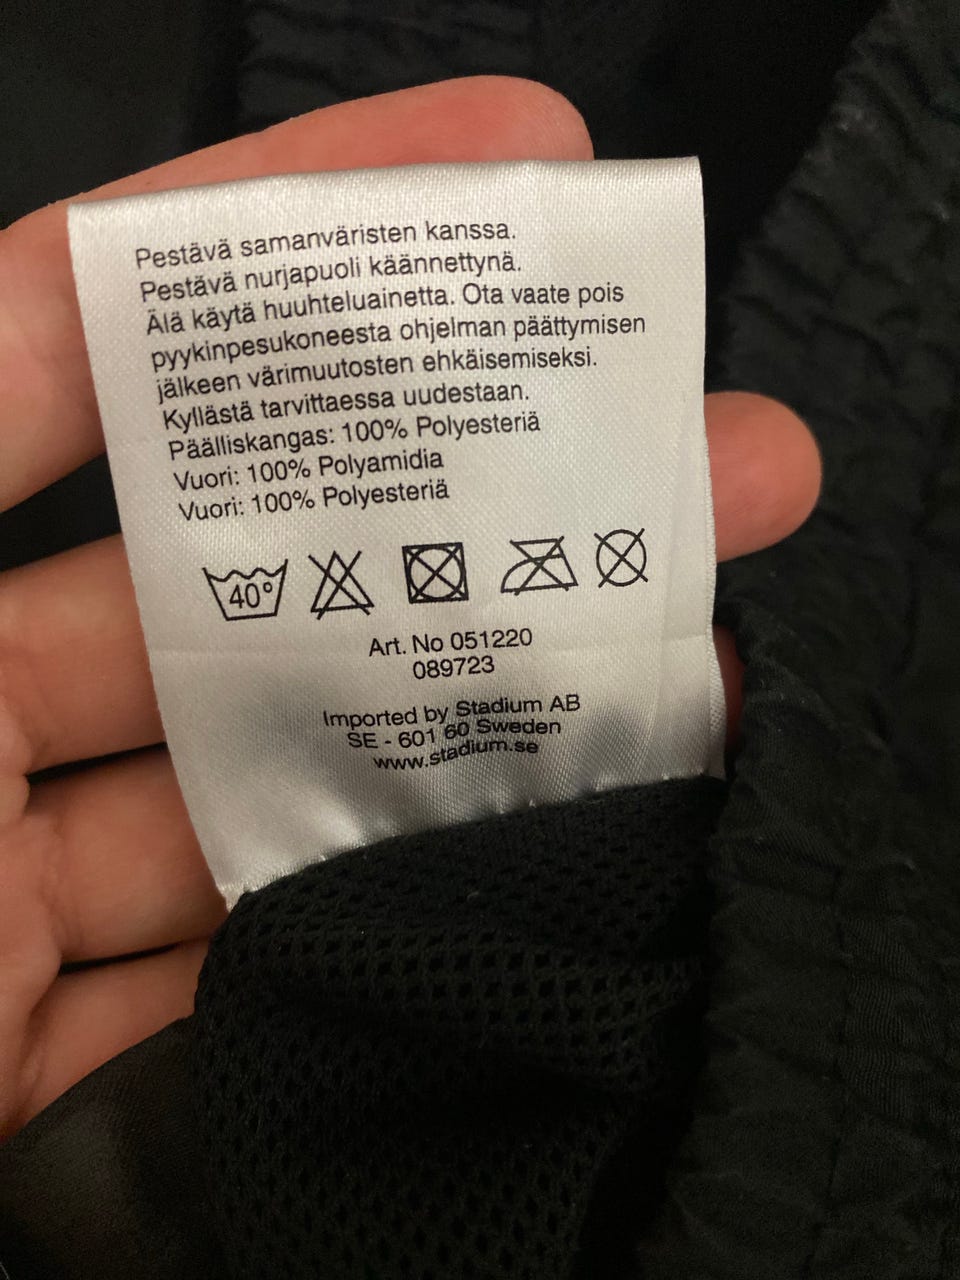 Pestävä samanväristen kanssa.
Pestävä nurjapuoli käännettynä.
Älä käytä huuhteluainetta. Ota vaate pois
pyykinpesukoneesta ohjelman päättymisen
jälkeen värimuutosten ehkäisemiseksi.
Kyllästä tarvittaessa uudestaan.
Päälliskangas: 100% Polyesteriä
Vuori: 100% Polyamidia
Vuori: 100% Polyesteriä
40°
Art. No 051220
089723
Imported by Stadium AB
SE - 601 60 Sweden
www.stadium.se